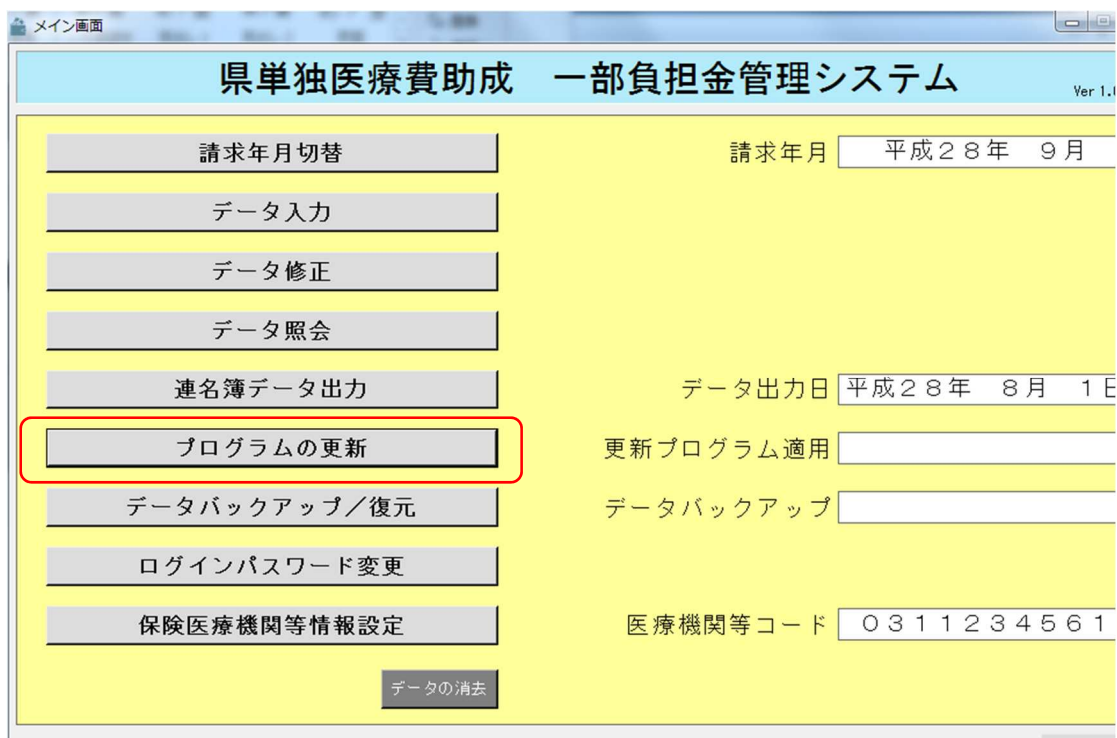 メイン画面
県単独医療費助成　一部負担金管理システム
Ver 1.
請求年月切替
請求年月 平成２８年　９月
データ入力
データ修正
データ照会
連名簿データ出力
データ出力日 平成２８年　８月　１日
プログラムの更新
更新プログラム適用
データバックアップ／復元
データバックアップ
ログインパスワード変更
保険医療機関等情報設定
医療機関等コード ０３１１２３４５６１
データの消去